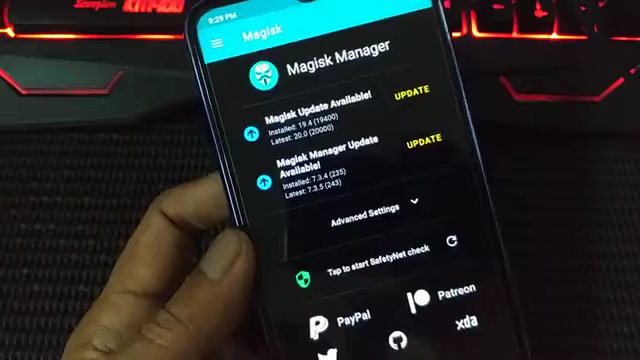 Scorpion KM400
9:29 PM
Magisk
Magisk Manager
Magisk Update Available!
Installed: 19.4 (19400)
Latest: 20.0 (20000)
UPDATE
Magisk Manager Update
Available!
Installed: 7.3.4 (235)
Latest: 7.3.5 (243)
UPDATE
Advanced Settings
Tap to start SafetyNet check
PayPal
Patreon
xda